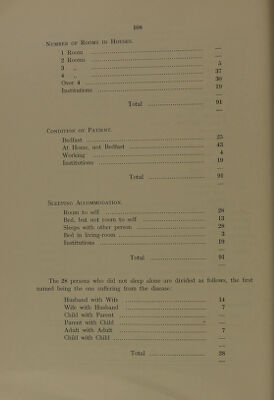 108
NUMBER OF ROOMS IN HOUSES.
1 Room ........ —
2 Rooms ........ —
3 „ ........ 5
4 „ ........ 37
Over 4 ........ 30
Institutions ........ 19
Total ........ 91
CONDITION OF PATIENT.
Bedfast ........ 25
At Home, not Bedfast ........ 43
Working ........ 4
Institutions ........ 19
Total ........ 91
SLEEPING ACCOMMODATION.
Room to self ........ 28
Bed, but not room to self ........ 13
Sleeps with other person ........ 28
Bed in living-room ........ 3
Institutions ........ 19
Total ........ 91
The 28 persons who did not sleep alone are divided as follows, the first
named being the one suffering from the disease:
Husband with Wife ........ 14
Wife with Husband ........ 7
Child with Parent ........ —
Parent with Child ........ —
Adult with Adult ........ 7
Child with Child ........ —
Total ........ 28